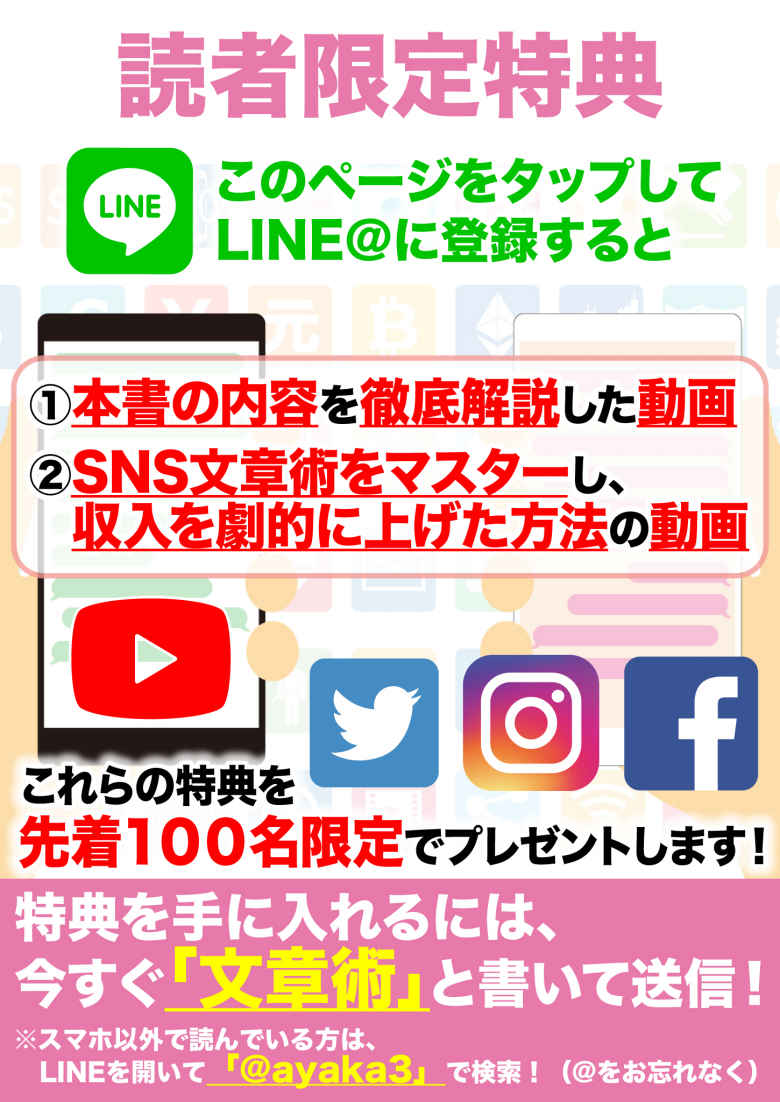 読者限定特典
LINE
このページをタップして
LINE@に登録すると
①本書の内容を徹底解説した動画
②SNS文章術をマスターし、
収入を劇的に上げた方法の動画
これらの特典を
先着100名限定でプレゼントします！
特典を手に入れるには、
今すぐ「文章術」と書いて送信！
※スマホ以外で読んでいる方は、
LINEを開いて「@ayaka3」で検索！（@をお忘れなく）